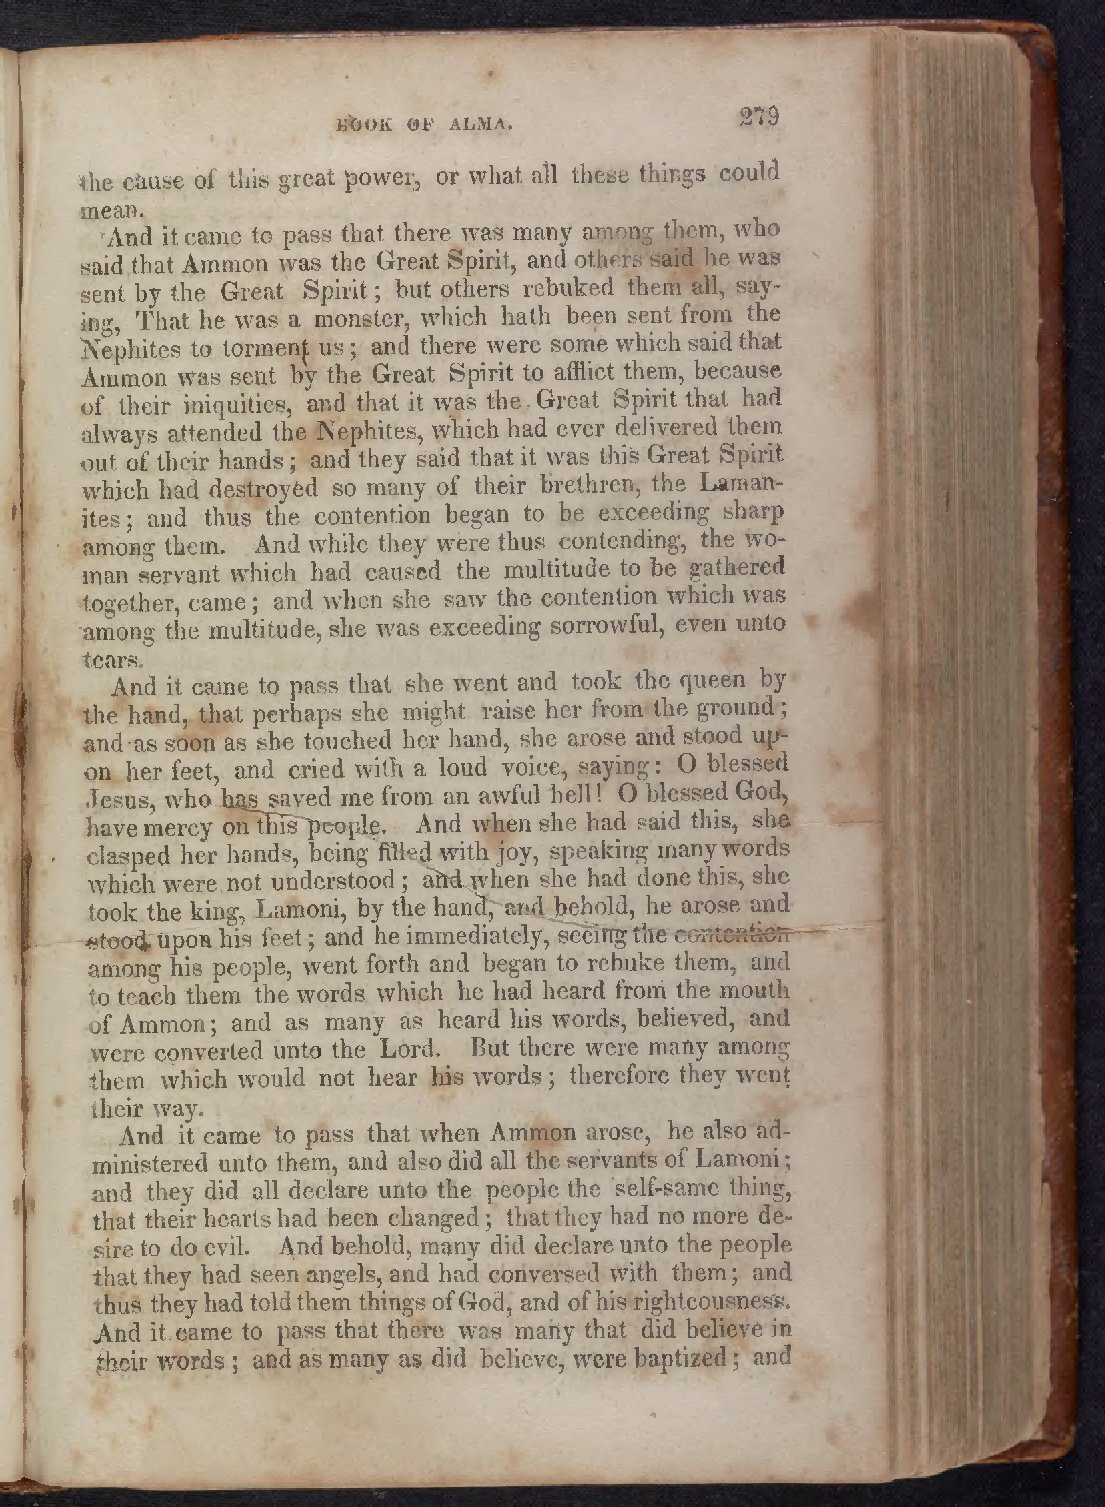 BOOK OF ALMA. 279
the cause of this great power, or what all these things could
mean.
And it came to pass that there was many among them, who
said that Ammon was the Great Spirit, and others said he was
sent by the Great Spirit; but others rebuked them all, say-
ing, That he was a monster, which hath been sent from the
Nephites to torment us; and there were some which said that
Ammon was sent by the Great Spirit to afflict them, because
of their iniquities, and that it was the Great Spirit that had
always attended the Nephites, which had ever delivered them
out of their hands; and they said that it was this Great Spirit
which had destroyed so many of their brethren, the Laman-
ites; and thus the contention began to be exceeding sharp
among them. And while they were thus contending, the wo-
man servant which had caused the multitude to be gathered
together, came; and when she saw the contention which was
among the multitude, she was exceeding sorrowful, even unto
tears.
And it came to pass that she went and took the queen by
the hand, that perhaps she might raise her from the ground;
and as soon as she touched her hand, she arose and stood up-
on her feet, and cried with a loud voice, saying: O blessed
Jesus, who has saved me from an awful hell! O blessed God,
have mercy on this people. And when she had said this, she
clasped her hands, being filled with joy, speaking many words
which were not understood; and when she had done this, she
took the king, Lamoni, by the hand, and behold, he arose and
stood upon his feet; and he immediately, seeing the contention
among his people, went forth and began to rebuke them, and
to teach them the words which he had heard from the mouth
of Ammon; and as many as heard his words, believed, and
were converted unto the Lord. But there were many among
them which would not hear his words; therefore they went
their way.
And it came to pass that when Ammon arose, he also ad-
ministered unto them, and also did all the servants of Lamoni;
and they did all declare unto the people the self-same thing,
that their hearts had been changed; that they had no more de-
sire to do evil. And behold, many did declare unto the people
that they had seen angels, and had conversed with them; and
thus they had told them things of God, and of his righteousness.
And it came to pass that there was many that did believe in
their words; and as many as did believe, were baptized; and